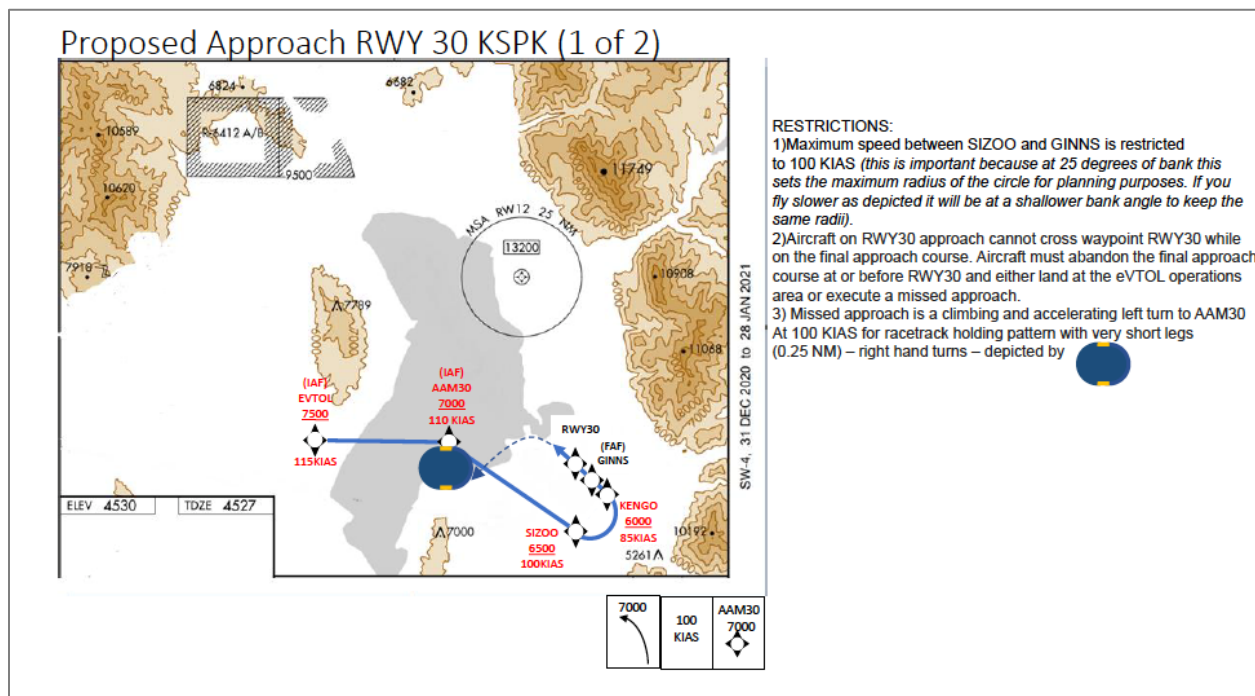 Proposed Approach RWY 30 KSPK (1 of 2)
6824
6682
10589
R-6412 A/B
9500
10620
11749
MSA RW12 25 NM
13200
7910
10908
7789
11068
(IAF)
EVTOL
7500
115KIAS
(IAF)
AAM30
7000
110 KIAS
RWY30
(FAF)
GINNS
KENGO
6000
85KIAS
SIZOO
6500
100KIAS
7000
10192
5261
ELEV 4530
TDZE 4527
SW-4, 31 DEC 2020 to 28 JAN 2021
7000
100
KIAS
AAM30
7000
RESTRICTIONS:
1)Maximum speed between SIZOO and GINNS is restricted
to 100 KIAS (this is important because at 25 degrees of bank this
sets the maximum radius of the circle for planning purposes. If you
fly slower as depicted it will be at a shallower bank angle to keep the
same radii).
2)Aircraft on RWY30 approach cannot cross waypoint RWY30 while
on the final approach course. Aircraft must abandon the final approach
course at or before RWY30 and either land at the eVTOL operations
area or execute a missed approach.
3) Missed approach is a climbing and accelerating left turn to AAM30
At 100 KIAS for racetrack holding pattern with very short legs
(0.25 NM) – right hand turns – depicted by